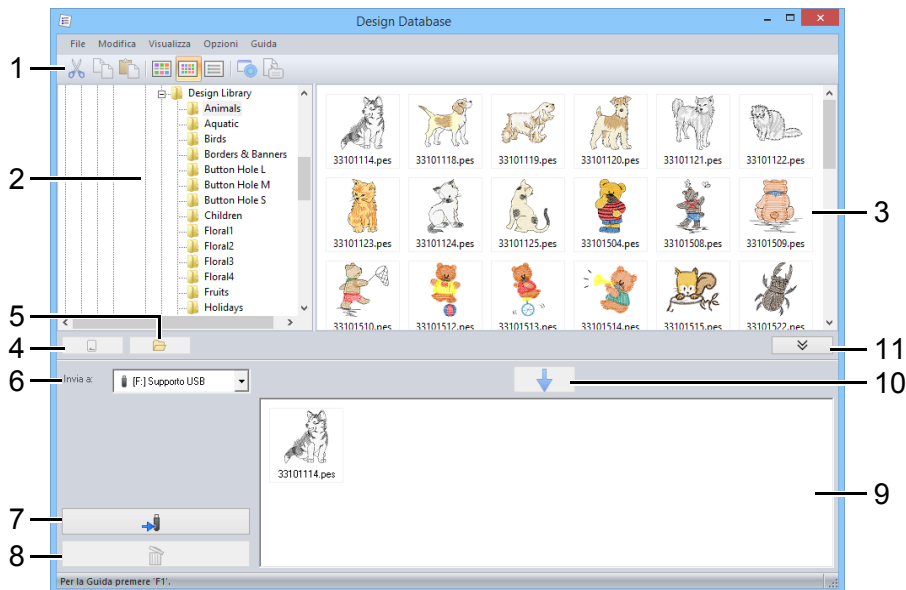 Design Database
File Modifica Visualizza Opzioni Guida
1
2
3
4
5
6
7
8
9
10
11
Design Library
Animals
Aquatic
Birds
Borders & Banners
Button Hole L
Button Hole M
Button Hole S
Children
Floral1
Floral2
Floral3
Floral4
Fruits
Holidays
33101114.pes 33101118.pes 33101119.pes 33101120.pes 33101121.pes 33101122.pes
33101123.pes 33101124.pes 33101125.pes 33101504.pes 33101508.pes 33101509.pes
33101510.pes 33101512.pes 33101513.pes 33101514.pes 33101515.pes 33101522.pes
Invia a: [F:] Supporto USB
33101114.pes
Per la Guida premere 'F1'.